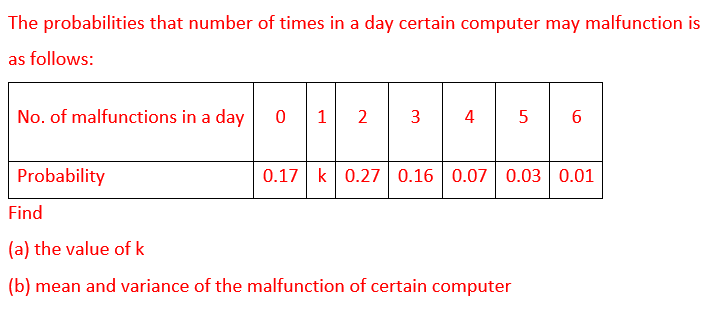 The probabilities that number of times in a day certain computer may malfunction is
as follows:
No. of malfunctions in a day 0 1 2 3 4 5 6
Probability 0.17 k 0.27 0.16 0.07 0.03 0.01
Find
(a) the value of k
(b) mean and variance of the malfunction of certain computer